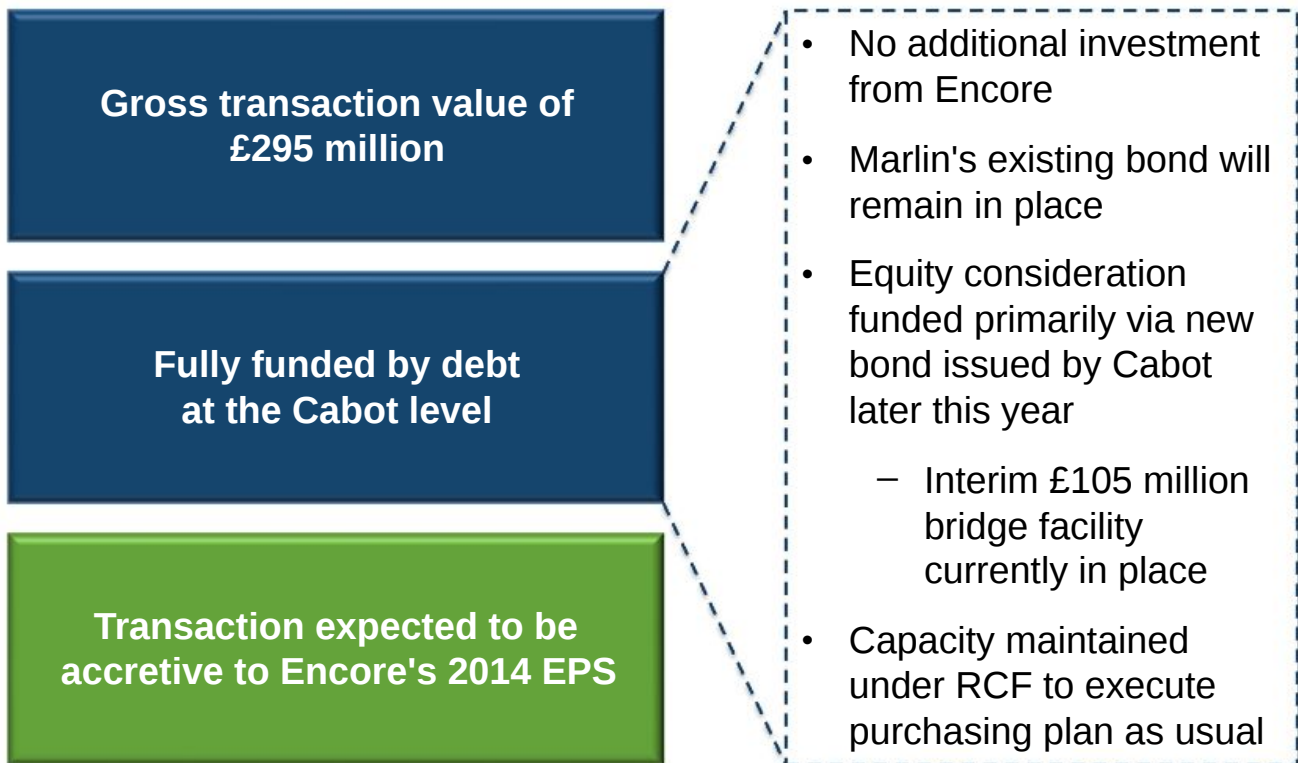 Gross transaction value of
£295 million
Fully funded by debt
at the Cabot level
Transaction expected to be
accretive to Encore's 2014 EPS
• No additional investment
from Encore
• Marlin's existing bond will
remain in place
• Equity consideration
funded primarily via new
bond issued by Cabot
later this year
– Interim £105 million
bridge facility
currently in place
• Capacity maintained
under RCF to execute
purchasing plan as usual